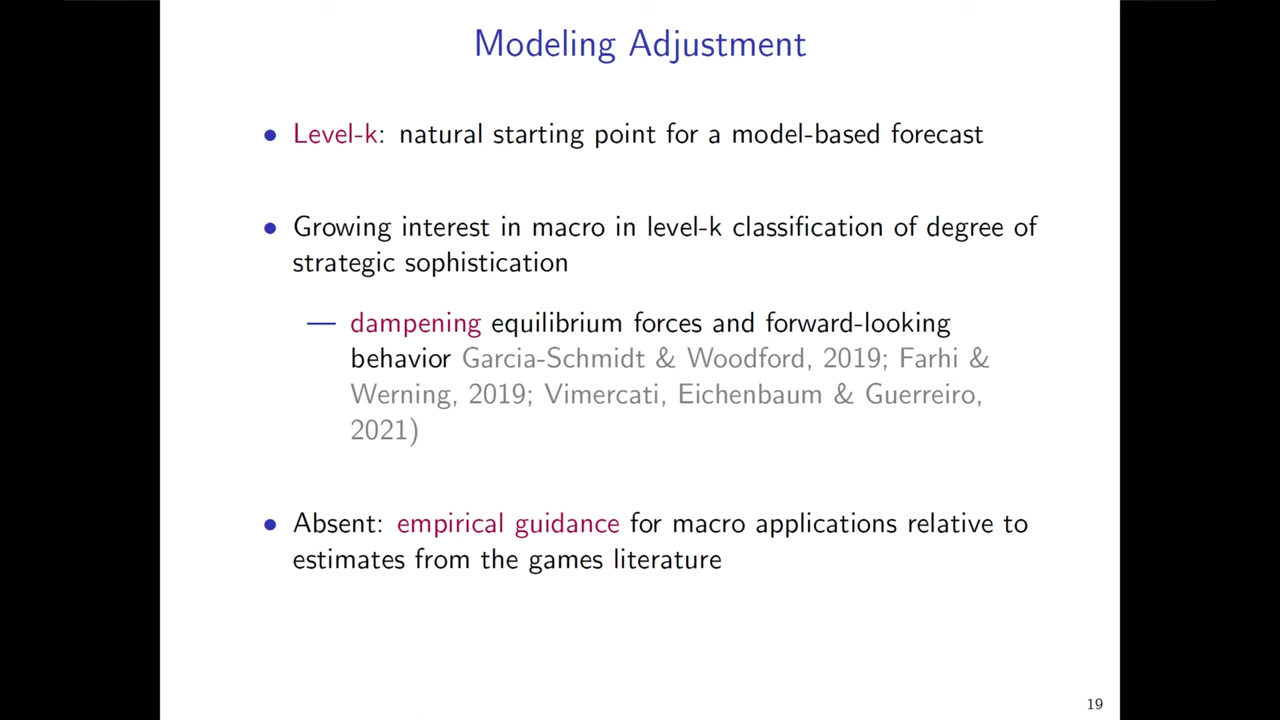 Modeling Adjustment
• Level-k: natural starting point for a model-based forecast
• Growing interest in macro in level-k classification of degree of
strategic sophistication
— dampening equilibrium forces and forward-looking
behavior Garcia-Schmidt & Woodford, 2019; Farhi &
Werning, 2019; Vimercati, Eichenbaum & Guerreiro,
2021)
• Absent: empirical guidance for macro applications relative to
estimates from the games literature
19